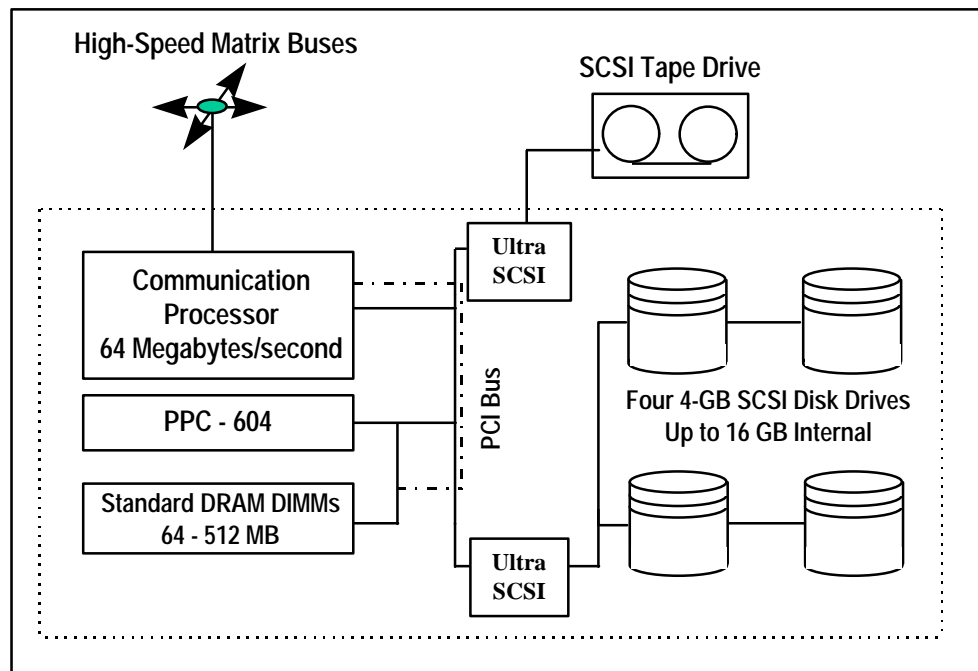 High-Speed Matrix Buses
SCSI Tape Drive
Ultra
SCSI
Communication
Processor
64 Megabytes/second
PCI Bus
PPC - 604
Four 4-GB SCSI Disk Drives
Up to 16 GB Internal
Standard DRAM DIMMs
64 - 512 MB
Ultra
SCSI